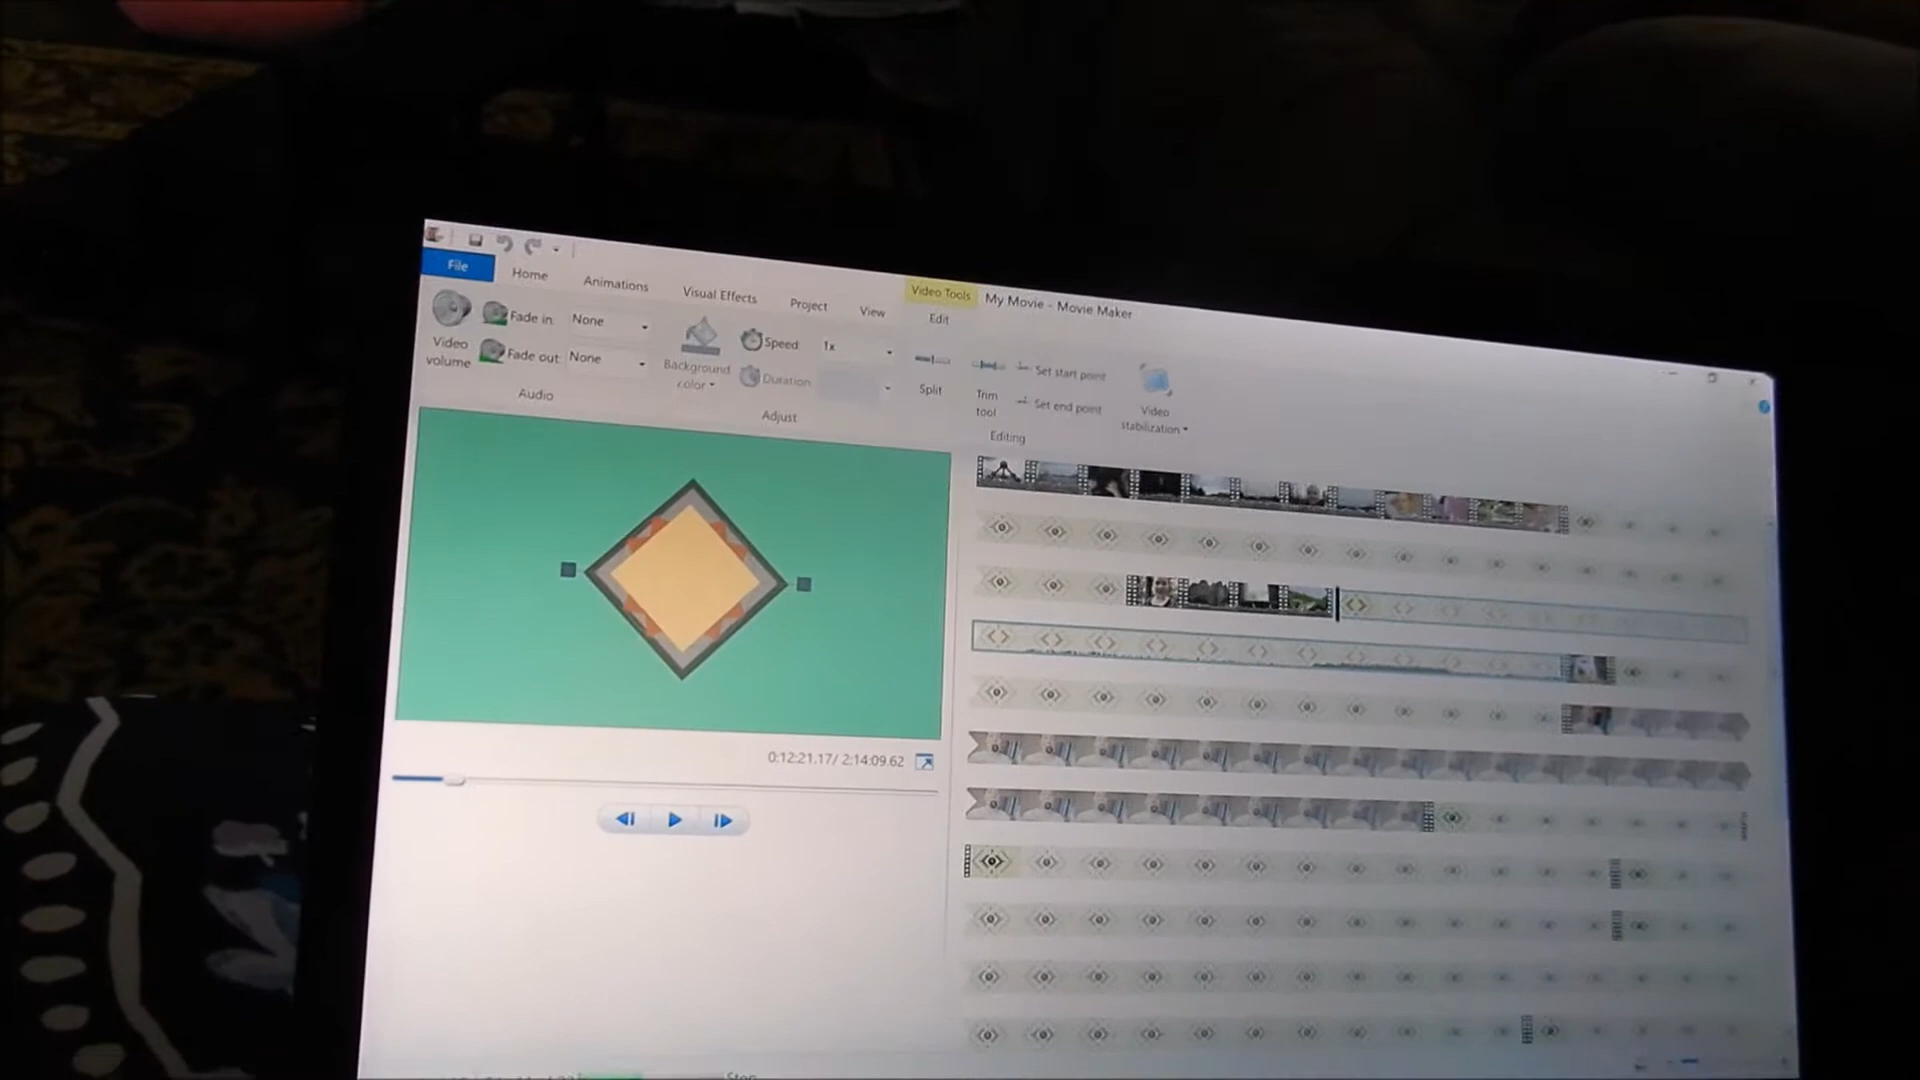 File
Home
Animations
Visual Effects
Project
View
Video Tools
Edit
My Movie - Movie Maker
Video
volume
Fade in:
None
Fade out:
None
Audio
Background
color
Speed:
1x
Duration
Adjust
Split
Trim
tool
Set start point
Set end point
Editing
Video
stabilization
0:12:21.17/ 2:14:09.62